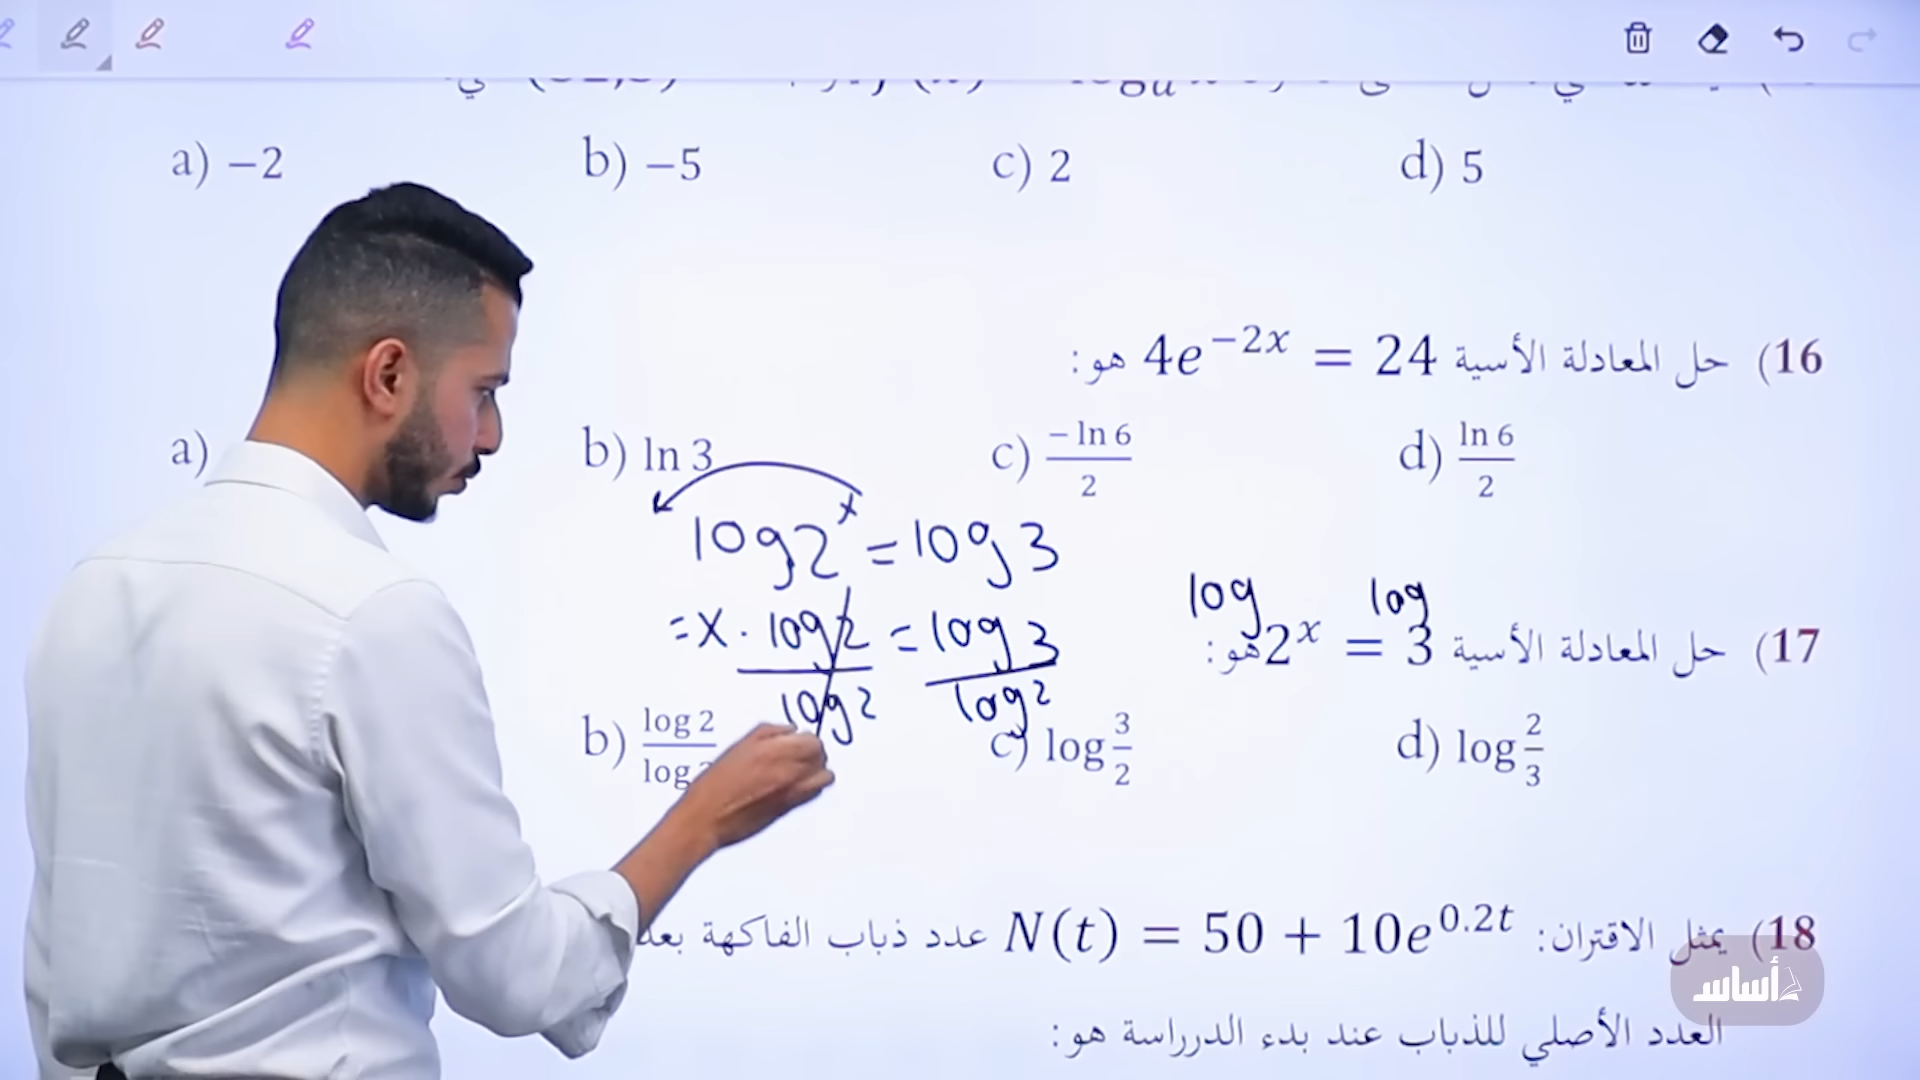 a) −2 b) −5 c) 2 d) 5
16) حل المعادلة الأسية 4e^{−2x} = 24 هو:
a) b) ln 3 c) −ln 6/2 d) ln 6/2
log 2^x = log 3
= x . log 2/log 2 = log 3/log 2
log log
17) حل المعادلة الأسية 2^x = 3 هو:
b) log 2/log c) log 3/2 d) log 2/3
18) يمثل الاقتران: N(t) = 50 + 10e^{0.2t} عدد ذباب الفاكهة بعد
العدد الأصلي للذباب عند بدء الدرراسة هو:
أساس